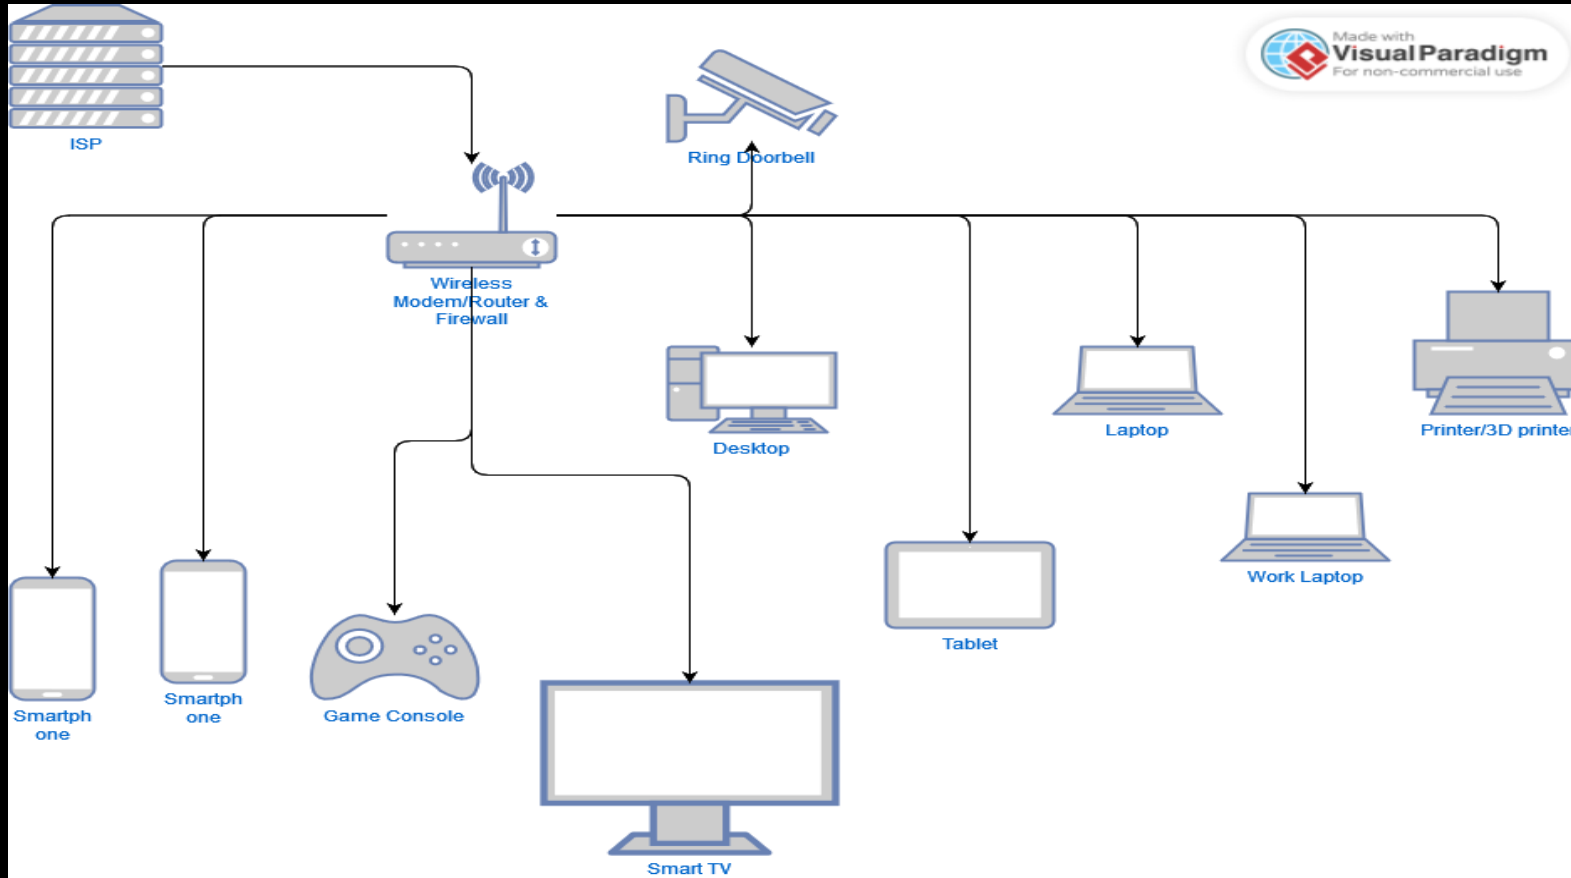 Made with
Visual Paradigm
For non-commercial use
ISP
Ring Doorbell
Wireless
Modem/Router &
Firewall
Desktop
Laptop
Printer/3D printer
Work Laptop
Tablet
Smartph
one
Smartph
one
Game Console
Smart TV